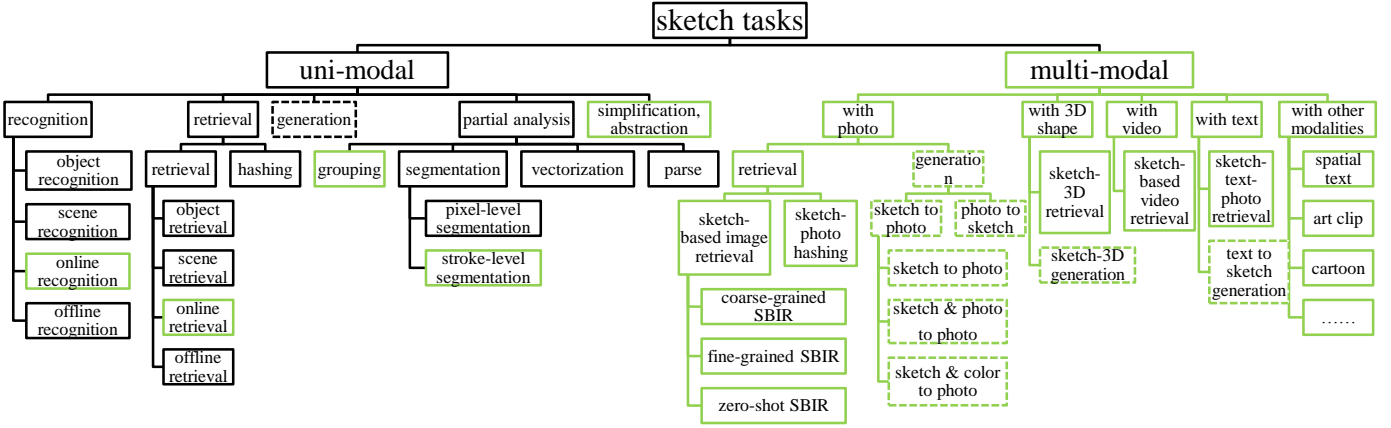 sketch tasks
uni-modal
multi-modal
recognition
retrieval
generation
partial analysis
simplification,
abstraction
with
photo
with 3D
shape
with
video
with text
with other
modalities
object
recognition
scene
recognition
online
recognition
offline
recognition
retrieval
hashing
object
retrieval
scene
retrieval
online
retrieval
offline
retrieval
grouping
segmentation
vectorization
parse
pixel-level
segmentation
stroke-level
segmentation
retrieval
generatio
n
sketch-
based image
retrieval
sketch-
photo
hashing
coarse-grained
SBIR
fine-grained SBIR
zero-shot SBIR
sketch to
photo
photo to
sketch
sketch to photo
sketch & photo
to photo
sketch & color
to photo
sketch-
3D
retrieval
sketch-3D
generation
sketch-
based
video
retrieval
sketch-
text-
photo
retrieval
text to
sketch
generation
spatial
text
art clip
cartoon
……